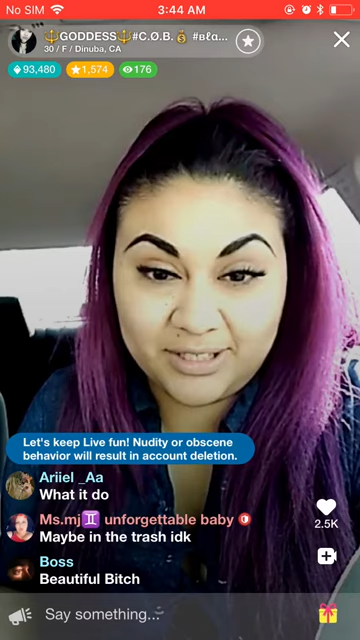 No SIM 3:44 AM
🔱GODDESS🔱#C.Ø.B.💰 #вℓα...
30 / F / Dinuba, CA
93,480 1,574 176
Let's keep Live fun! Nudity or obscene
behavior will result in account deletion.
Ariiel _Aa
What it do
Ms.mj♊ unforgettable baby
Maybe in the trash idk
Boss
Beautiful Bitch
2.5K
Say something...